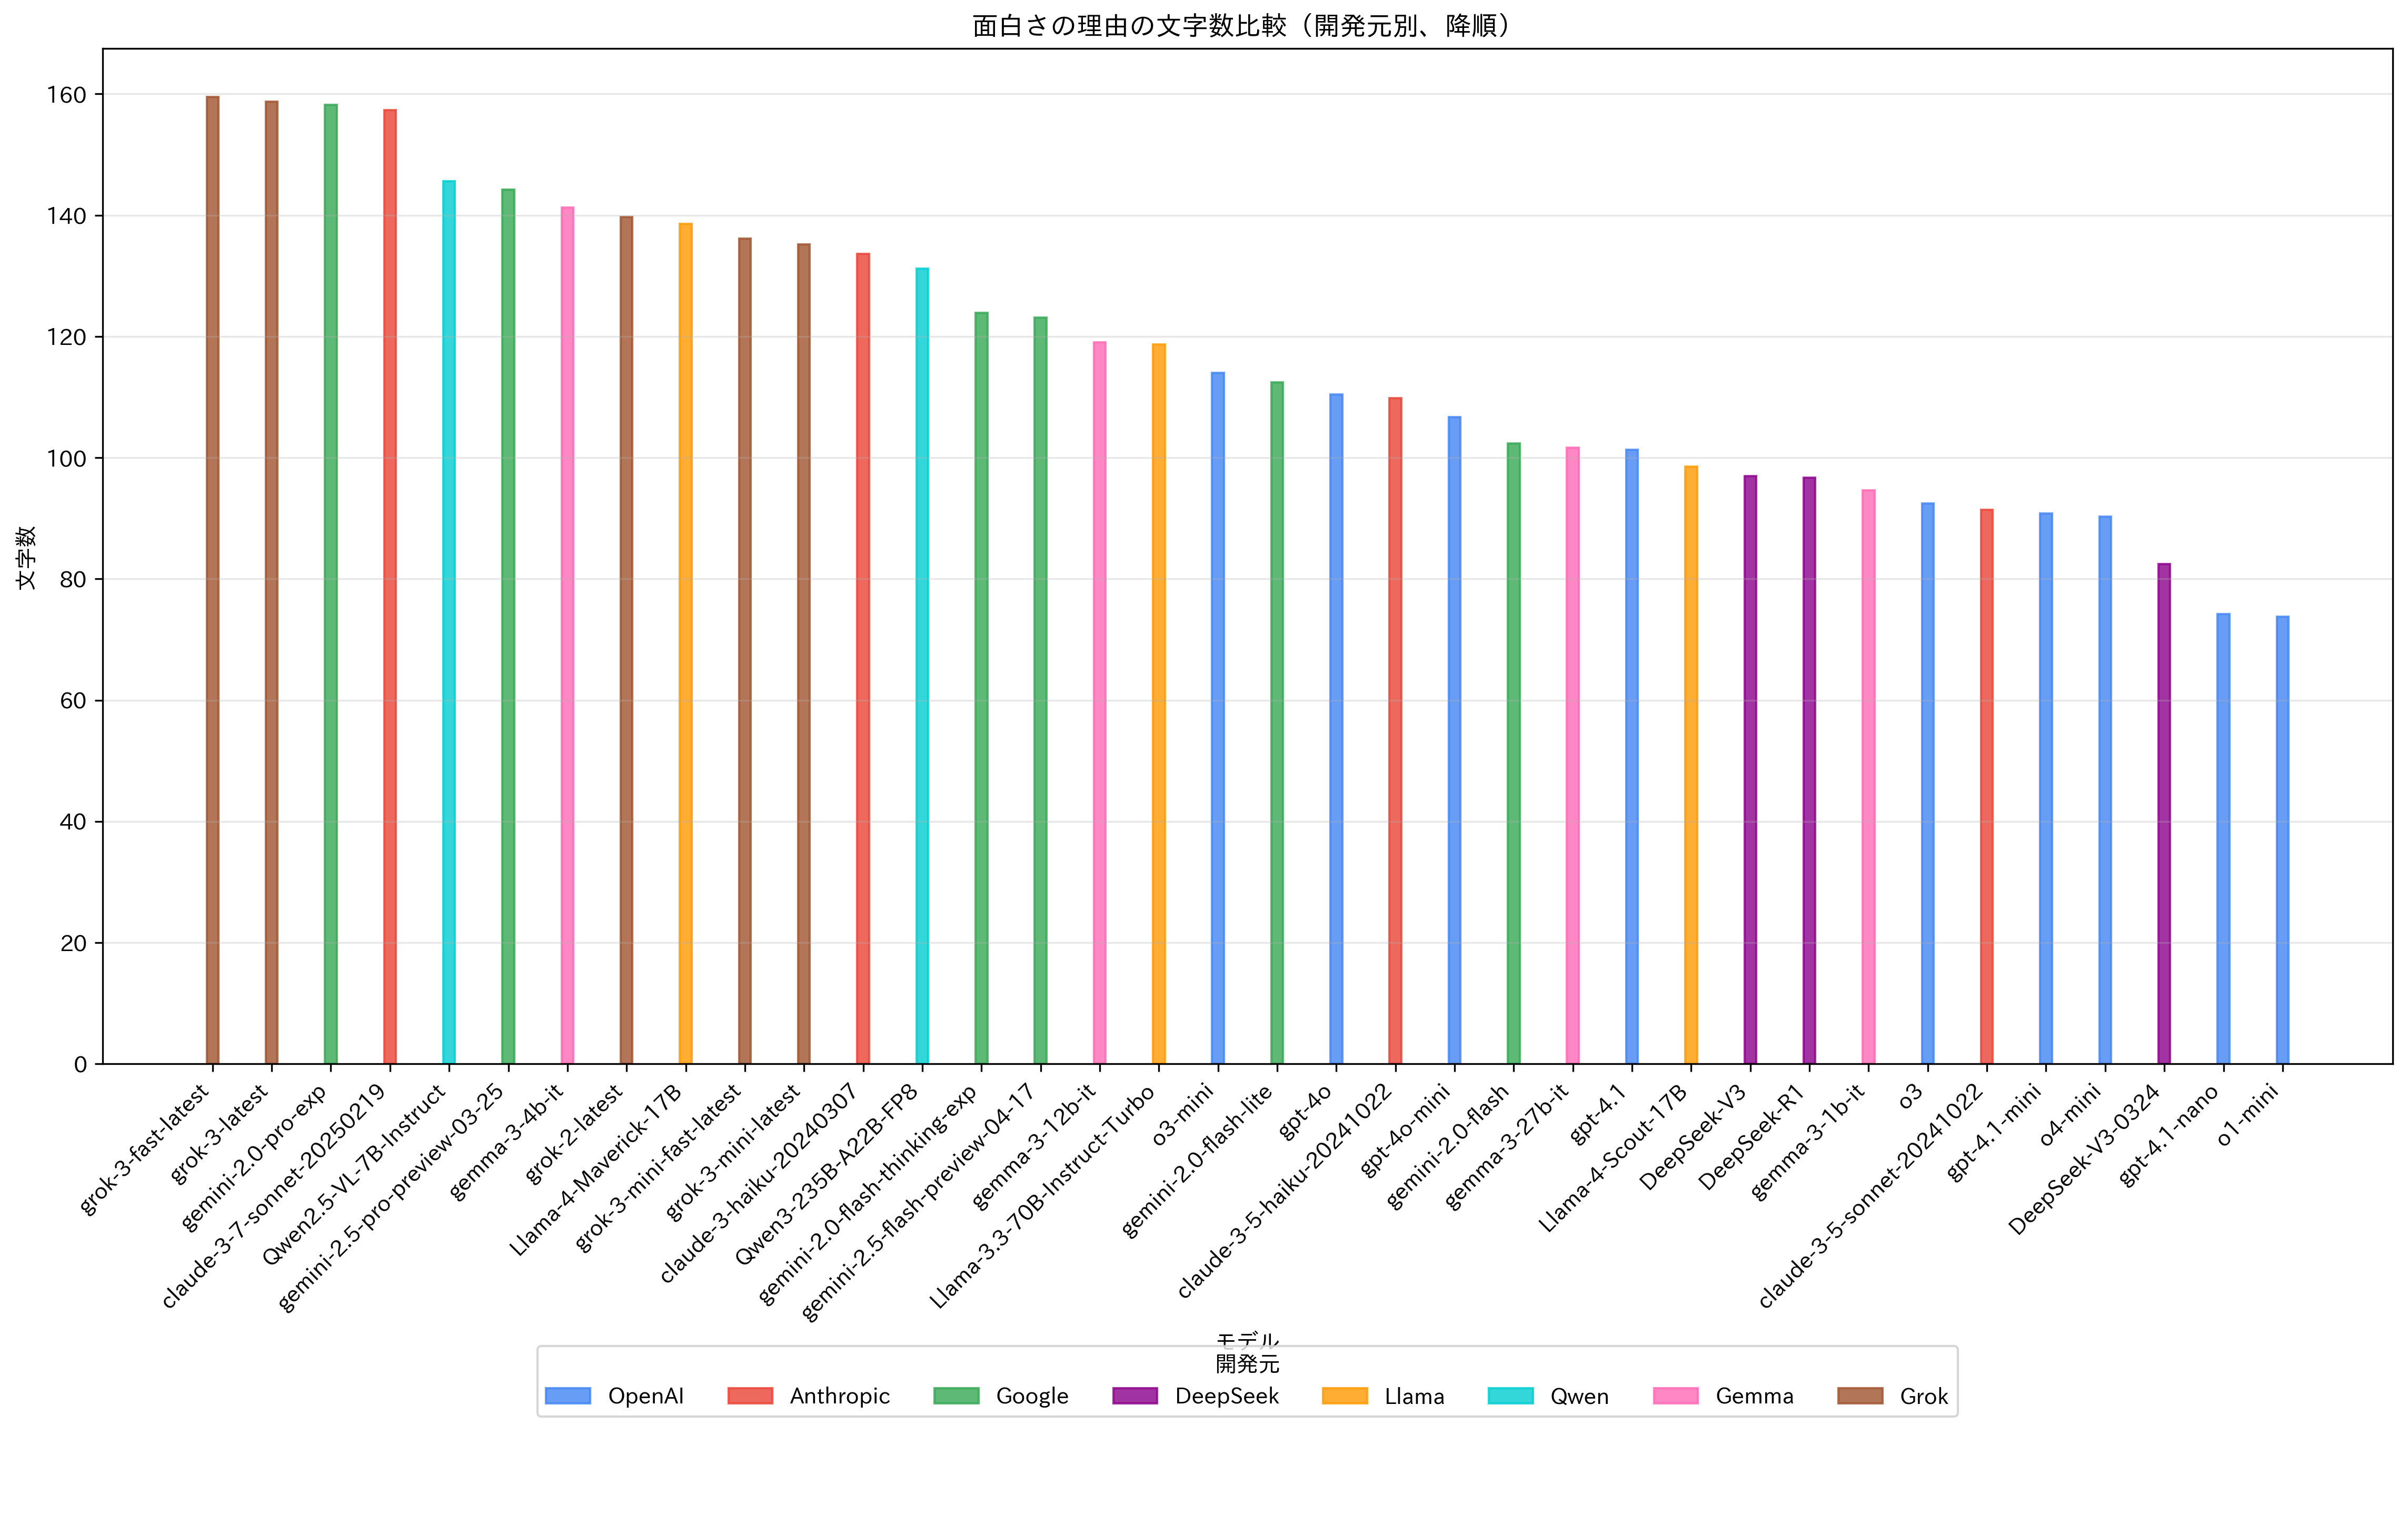 面白さの理由の文字数比較（開発元別、降順）
160
140
120
100
80
60
40
20
0
文字数
grok-3-fast-latest
grok-3-latest
gemini-2.0-pro-exp
claude-3-7-sonnet-20250219
Qwen2.5-VL-7B-Instruct
gemini-2.5-pro-preview-03-25
gemma-3-4b-it
grok-2-latest
Llama-4-Maverick-17B
grok-3-mini-fast-latest
grok-3-mini-latest
claude-3-haiku-20240307
Qwen3-235B-A22B-FP8
gemini-2.0-flash-thinking-exp
gemini-2.5-flash-preview-04-17
gemma-3-12b-it
Llama-3.3-70B-Instruct-Turbo
o3-mini
gemini-2.0-flash-lite
gpt-4o
claude-3-5-haiku-20241022
gpt-4o-mini
gemini-2.0-flash
gemma-3-27b-it
gpt-4.1
Llama-4-Scout-17B
DeepSeek-V3
DeepSeek-R1
gemma-3-1b-it
o3
claude-3-5-sonnet-20241022
gpt-4.1-mini
o4-mini
DeepSeek-V3-0324
gpt-4.1-nano
o1-mini
モデル
開発元
OpenAI Anthropic Google DeepSeek Llama Qwen Gemma Grok